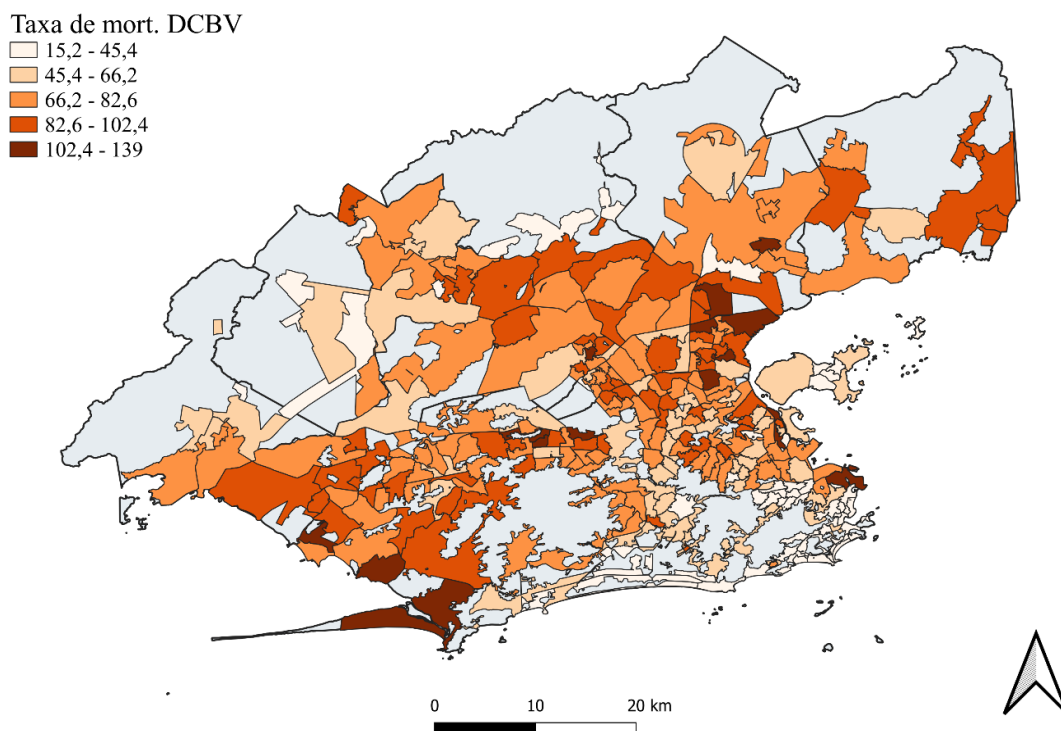 Taxa de mort. DCBV
15,2 - 45,4
45,4 - 66,2
66,2 - 82,6
82,6 - 102,4
102,4 - 139
0 10 20 km